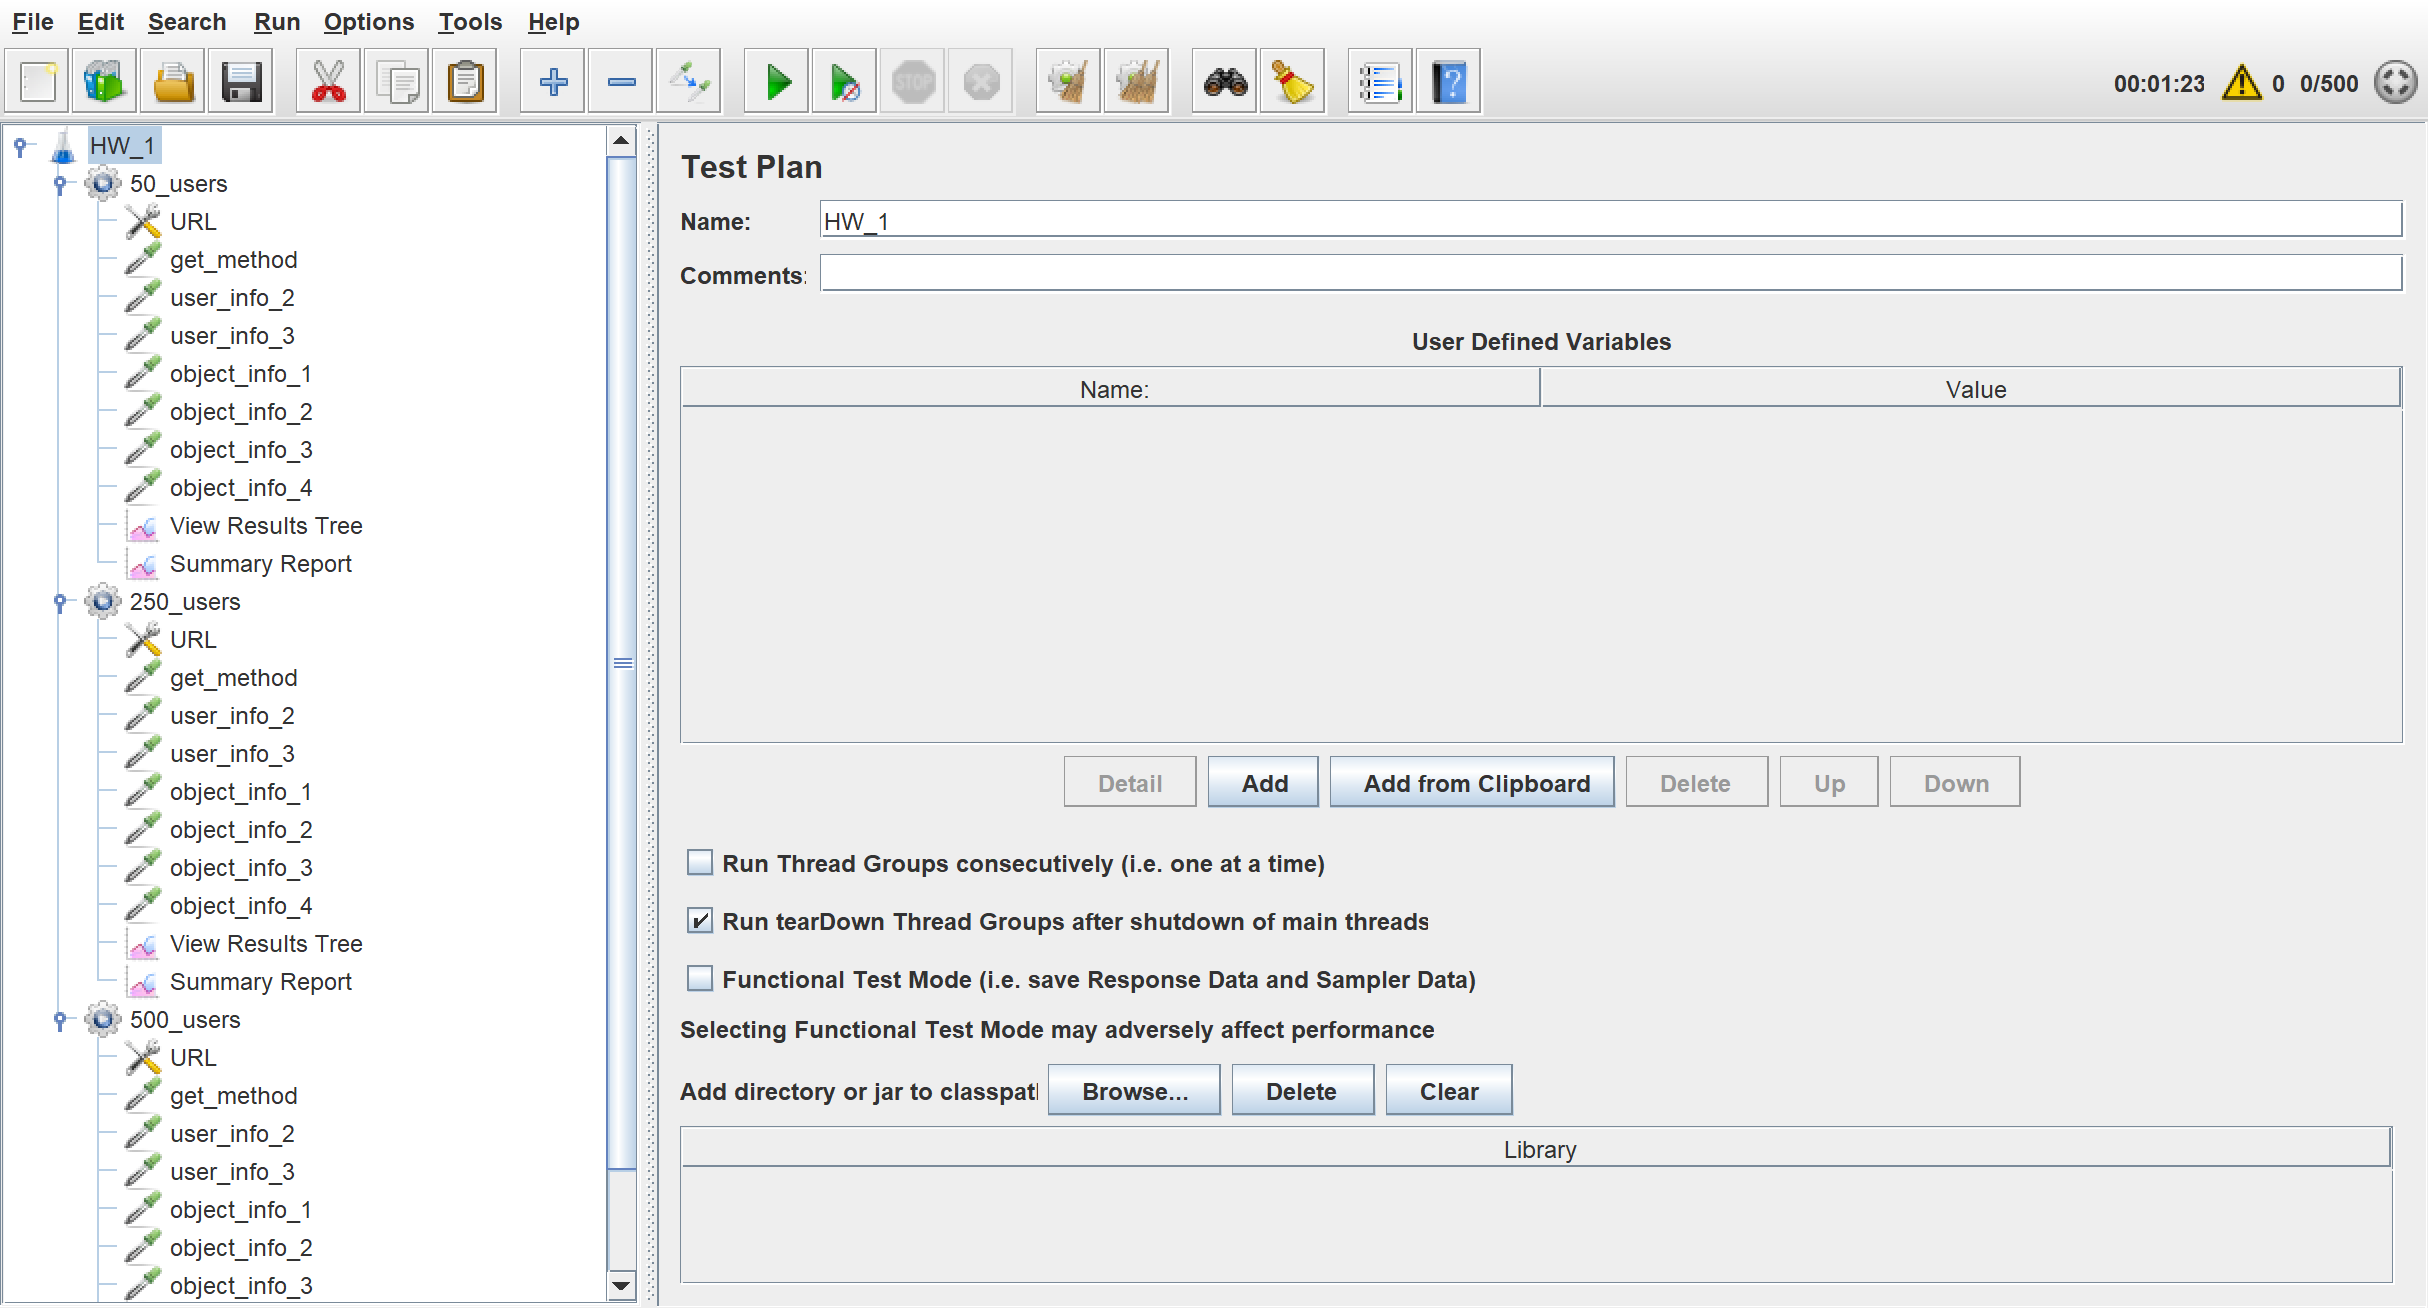 File Edit Search Run Options Tools Help
STOP
?
00:01:23 0 0/500
HW_1
50_users
URL
get_method
user_info_2
user_info_3
object_info_1
object_info_2
object_info_3
object_info_4
View Results Tree
Summary Report
250_users
URL
get_method
user_info_2
user_info_3
object_info_1
object_info_2
object_info_3
object_info_4
View Results Tree
Summary Report
500_users
URL
get_method
user_info_2
user_info_3
object_info_1
object_info_2
object_info_3
Test Plan
Name: HW_1
Comments:
User Defined Variables
Name: Value
Detail Add Add from Clipboard Delete Up Down
Run Thread Groups consecutively (i.e. one at a time)
Run tearDown Thread Groups after shutdown of main threads
Functional Test Mode (i.e. save Response Data and Sampler Data)
Selecting Functional Test Mode may adversely affect performance
Add directory or jar to classpat Browse... Delete Clear
Library